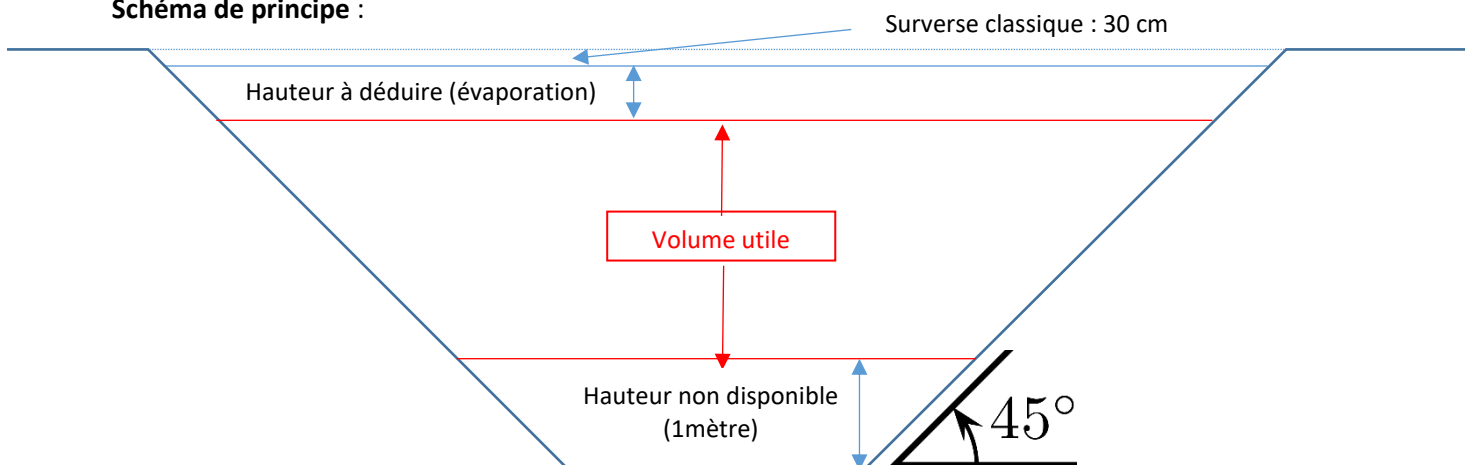 Schéma de principe :
Surverse classique : 30 cm
Hauteur à déduire (évaporation)
Volume utile
Hauteur non disponible
(1mètre)
45°